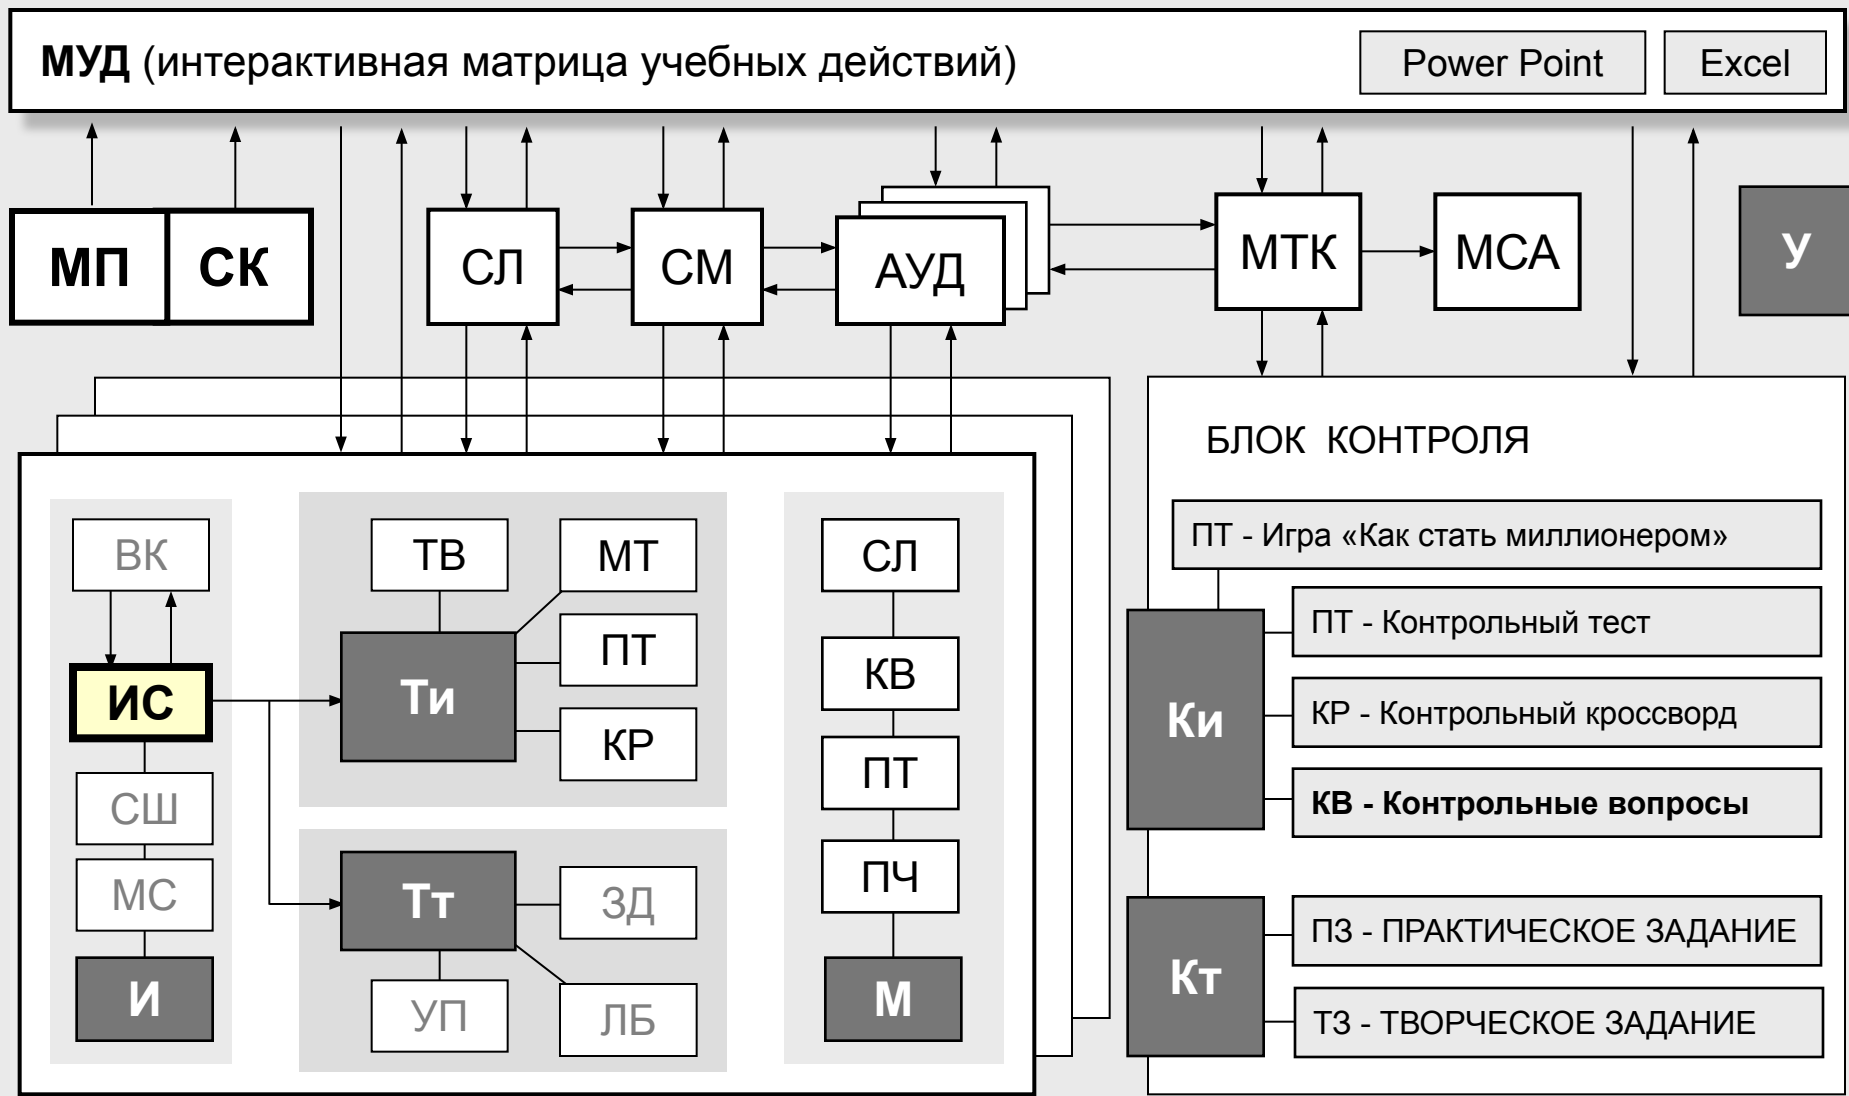 МУД (интерактивная матрица учебных действий)
Power Point
Excel
МП
СК
СЛ
СМ
АУД
МТК
МСА
У
БЛОК КОНТРОЛЯ
ВК
ИС
СШ
МС
И
ТВ
МТ
ПТ
КР
Ти
Тт
ЗД
УП
ЛБ
СЛ
КВ
ПТ
ПЧ
М
ПТ - Игра «Как стать миллионером»
Ки
ПТ - Контрольный тест
КР - Контрольный кроссворд
КВ - Контрольные вопросы
Кт
ПЗ - ПРАКТИЧЕСКОЕ ЗАДАНИЕ
ТЗ - ТВОРЧЕСКОЕ ЗАДАНИЕ